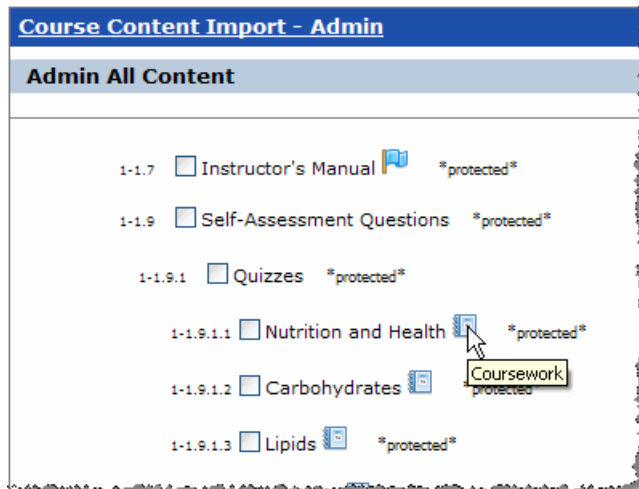 Course Content Import - Admin
Admin All Content
1-1.7 Instructor's Manual *protected*
1-1.9 Self-Assessment Questions *protected*
1-1.9.1 Quizzes *protected*
1-1.9.1.1 Nutrition and Health *protected*
Coursework
1-1.9.1.2 Carbohydrates *protected*
1-1.9.1.3 Lipids *protected*